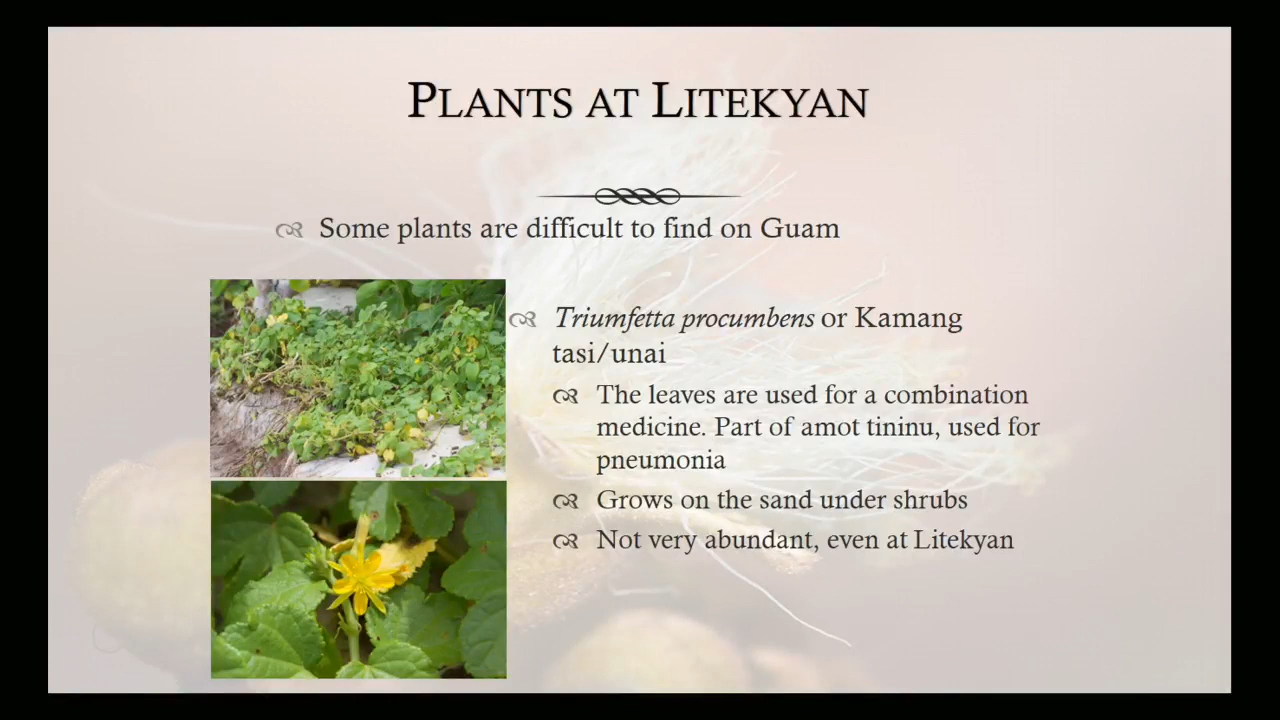 PLANTS AT LITEKYAN
Some plants are difficult to find on Guam
Triumfetta procumbens or Kamang
tasi/unai
The leaves are used for a combination
medicine. Part of amot tininu, used for
pneumonia
Grows on the sand under shrubs
Not very abundant, even at Litekyan